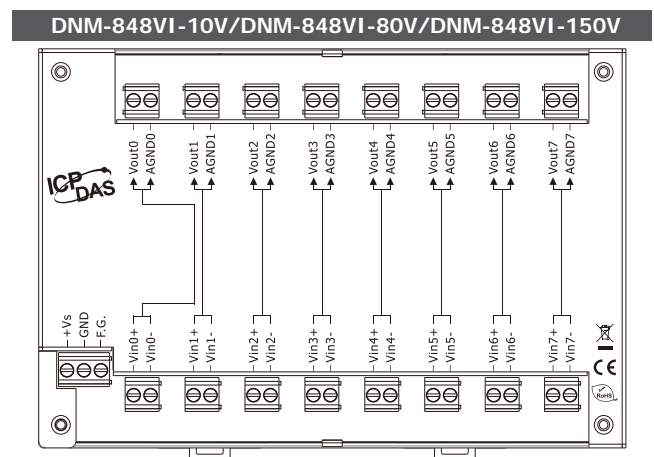 DNM-848VI-10V/DNM-848VI-80V/DNM-848VI-150V
Vout0
AGND0
Vout1
AGND1
Vout2
AGND2
Vout3
AGND3
Vout4
AGND4
Vout5
AGND5
Vout6
AGND6
Vout7
AGND7
ICP
DAS
+Vs
GND
F.G.
Vin0+
Vin0-
Vin1+
Vin1-
Vin2+
Vin2-
Vin3+
Vin3-
Vin4+
Vin4-
Vin5+
Vin5-
Vin6+
Vin6-
Vin7+
Vin7-
CE
RoHS